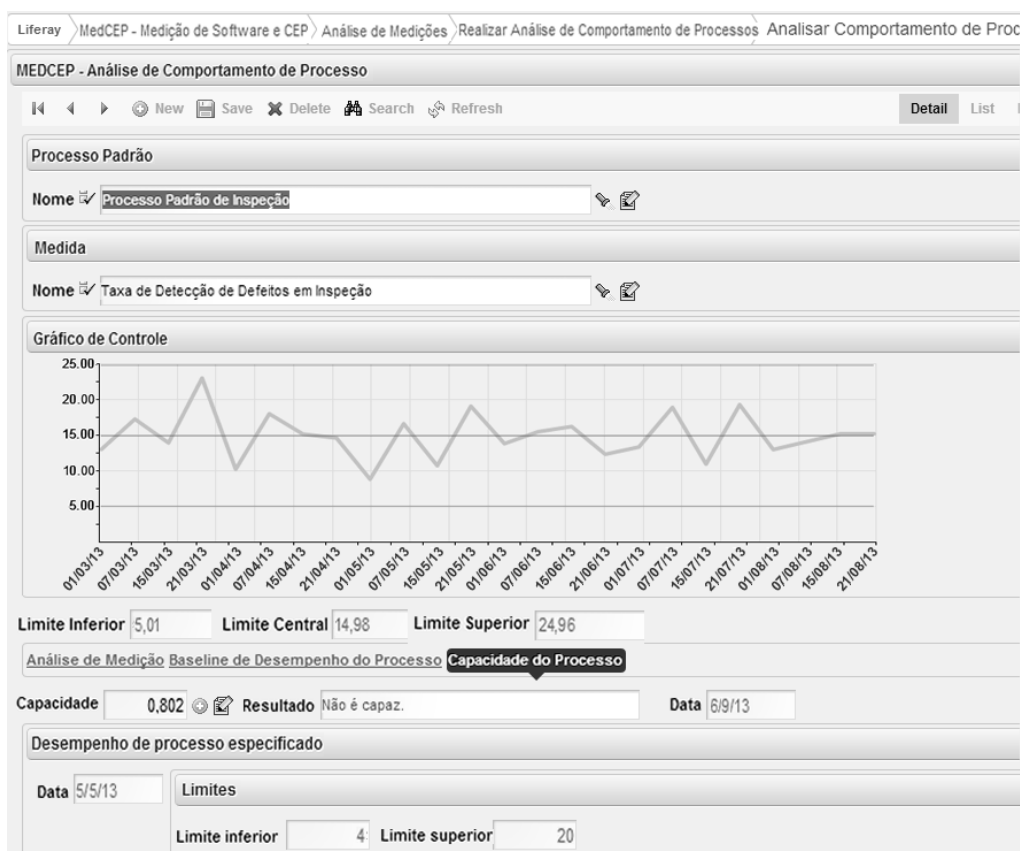 Liferay MedCEP - Medição de Software e CEP Análise de Medições Realizar Análise de Comportamento de Processos Analisar Comportamento de Proc
MEDCEP - Análise de Comportamento de Processo
New Save Delete Search Refresh Detail List
Processo Padrão
Nome Processo Padrão de Inspeção
Medida
Nome Taxa de Detecção de Defeitos em Inspeção
Gráfico de Controle
25.00
20.00
15.00
10.00
5.00
01/03/13 07/03/13 15/03/13 21/03/13 01/04/13 07/04/13 15/04/13 21/04/13 01/05/13 07/05/13 15/05/13 21/05/13 01/06/13 07/06/13 15/06/13 21/06/13 01/07/13 07/07/13 15/07/13 21/07/13 01/08/13 07/08/13 15/08/13 21/08/13
Limite Inferior 5,01 Limite Central 14,98 Limite Superior 24,96
Análise de Medição Baseline de Desempenho do Processo Capacidade do Processo
Capacidade 0,802 Resultado Não é capaz. Data 6/9/13
Desempenho de processo especificado
Data 5/5/13 Limites
Limite inferior 4 Limite superior 20